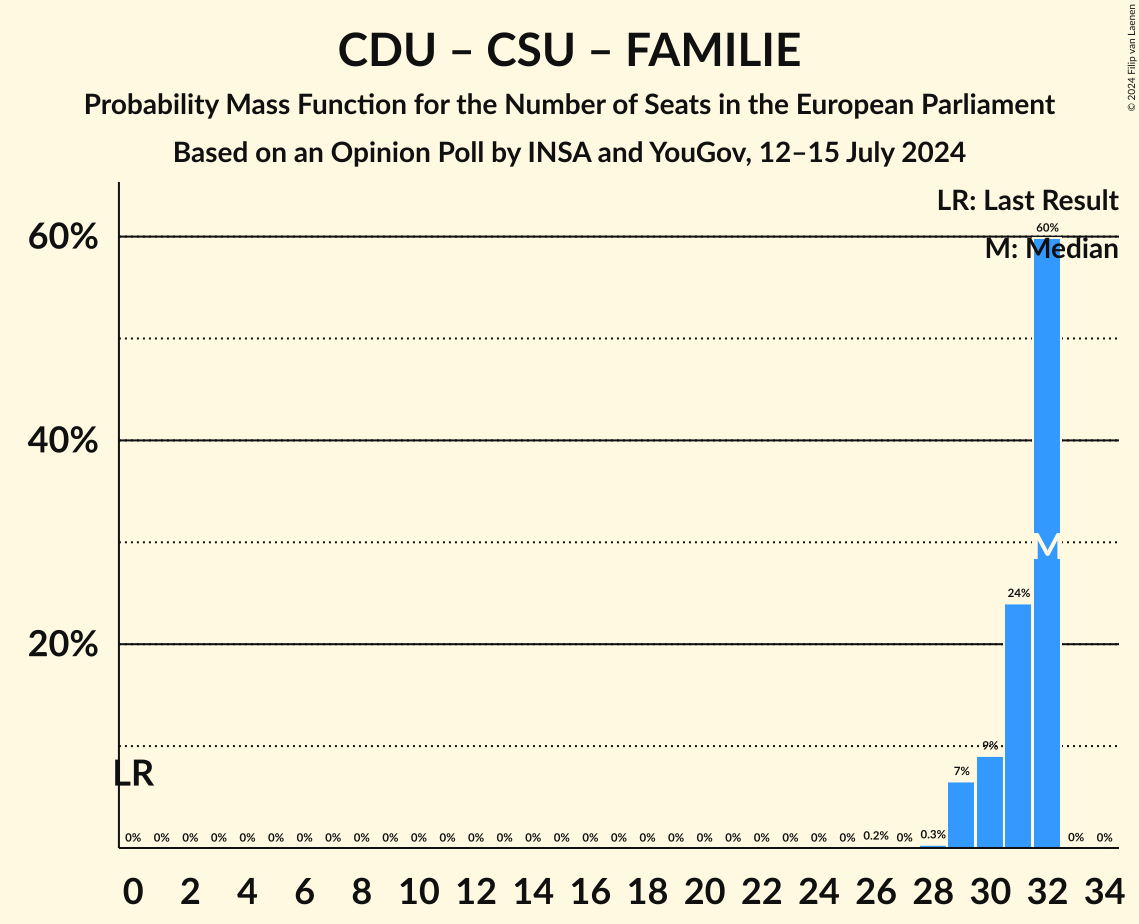 CDU – CSU – FAMILIE
Probability Mass Function for the Number of Seats in the European Parliament
Based on an Opinion Poll by INSA and YouGov, 12–15 July 2024
© 2024 Filip van Laenen
LR: Last Result
M: Median
60%
40%
20%
60%
M
24%
9%
7%
LR
0% 0% 0% 0% 0% 0% 0% 0% 0% 0% 0% 0% 0% 0% 0% 0% 0% 0% 0% 0% 0% 0% 0% 0% 0% 0% 0.2% 0% 0.3% 0% 0%
0 2 4 6 8 10 12 14 16 18 20 22 24 26 28 30 32 34